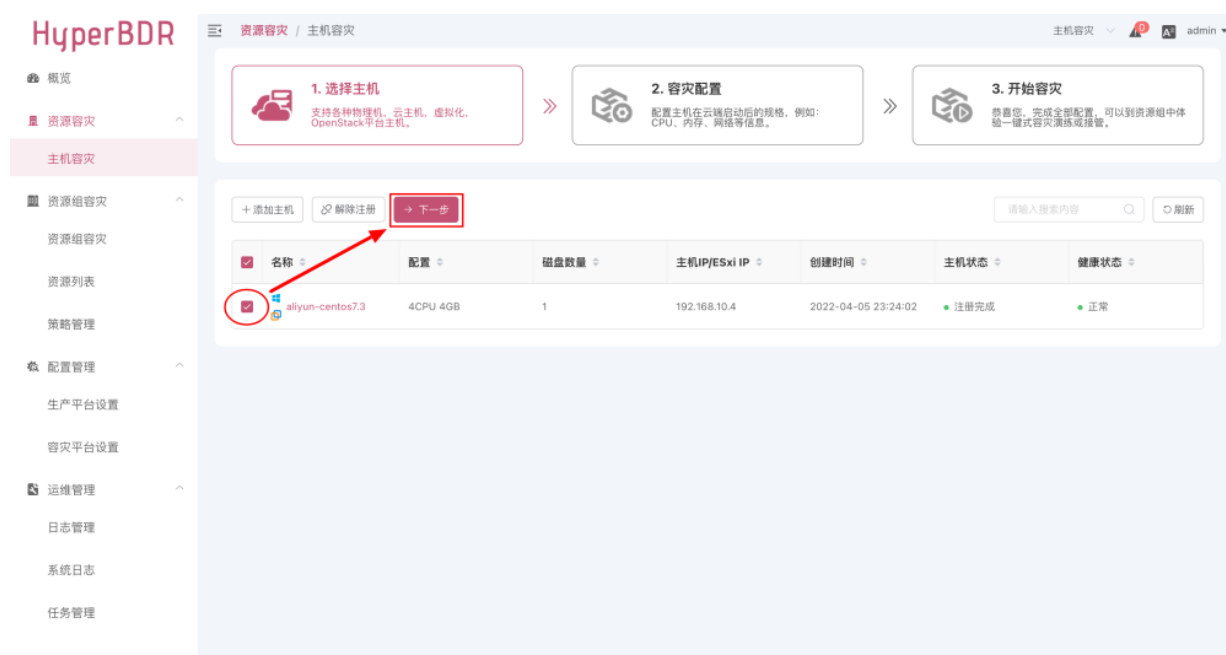 HyperBDR
资源容灾 / 主机容灾
主机容灾
0
admin
概览
资源容灾
主机容灾
资源组容灾
资源组容灾
资源列表
策略管理
配置管理
生产平台设置
容灾平台设置
运维管理
日志管理
系统日志
任务管理
1. 选择主机
支持各种物理机，云主机，虚拟化，
OpenStack平台主机。
2. 容灾配置
配置主机在云端启动后的规格，例如：
CPU、内存、网络等信息。
3. 开始容灾
恭喜您，完成全部配置，可以到资源组中体
验一键式容灾演练或接管。
+添加主机 解除注册 → 下一步
请输入搜索内容 刷新
名称 配置 磁盘数量 主机IP/ESxi IP 创建时间 主机状态 健康状态
aliyun-centos7.3 4CPU 4GB 1 192.168.10.4 2022-04-05 23:24:02 注册完成 正常